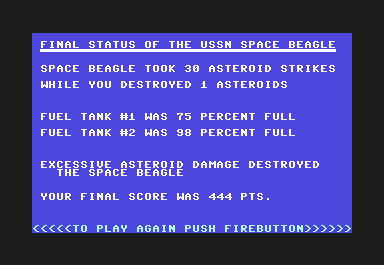 FINAL STATUS OF THE USSN SPACE BEAGLE
SPACE BEAGLE TOOK 30 ASTEROID STRIKES
WHILE YOU DESTROYED 1 ASTEROIDS
FUEL TANK #1 WAS 75 PERCENT FULL
FUEL TANK #2 WAS 98 PERCENT FULL
EXCESSIVE ASTEROID DAMAGE DESTROYED
THE SPACE BEAGLE
YOUR FINAL SCORE WAS 444 PTS.
<<<<<TO PLAY AGAIN PUSH FIREBUTTON>>>>>>